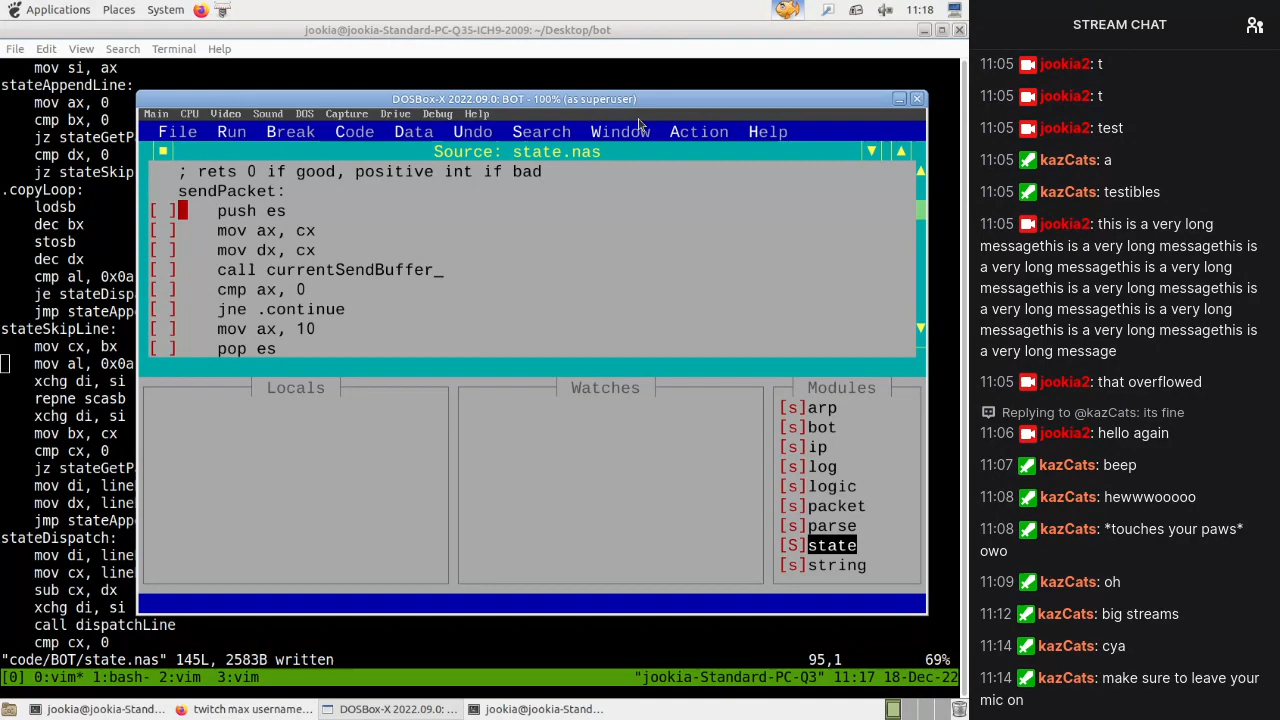 Applications Places System 11:18
jookia@jookia-Standard-PC-Q35-ICH9-2009: ~/Desktop/bot
File Edit View Search Terminal Help
mov si, ax
stateAppendLine:
mov ax, 0
cmp bx, 0
jz stateGetP
cmp dx, 0
jz stateSkip
.copyLoop:
lodsb
dec bx
stosb
dec dx
cmp al, 0x0a
je stateDisp
jmp stateApp
stateSkipLine:
mov cx, bx
mov al, 0x0a
xchg di, si
repne scasb
xchg di, si
mov bx, cx
cmp cx, 0
jz stateGetP
mov di, line
mov dx, line
jmp stateApp
stateDispatch:
mov di, line
mov cx, line
sub cx, dx
xchg di, si
call dispatchLine
cmp cx, 0
"code/BOT/state.nas" 145L, 2583B written 95,1 69%
[0] 0:vim* 1:bash- 2:vim 3:vim "jookia-Standard-PC-Q3" 11:17 18-Dec-22
DOSBox-X 2022.09.0: BOT - 100% (as superuser)
Main CPU Video Sound DOS Capture Drive Debug Help
File Run Break Code Data Undo Search Window Action Help
Source: state.nas
; rets 0 if good, positive int if bad
sendPacket:
[ ] push es
[ ] mov ax, cx
[ ] mov dx, cx
[ ] call currentSendBuffer_
[ ] cmp ax, 0
[ ] jne .continue
[ ] mov ax, 10
[ ] pop es
Locals
Watches
Modules
[s]arp
[s]bot
[s]ip
[s]log
[s]logic
[s]packet
[s]parse
[S]state
[s]string
jookia@jookia-Stand... twitch max username... DOSBox-X 2022.09.0: ... jookia@jookia-Stand...
STREAM CHAT
11:05 jookia2: t
11:05 jookia2: t
11:05 jookia2: test
11:05 kazCats: a
11:05 kazCats: testibles
11:05 jookia2: this is a very long
messagethis is a very long messagethis is
a very long messagethis is a very long
messagethis is a very long messagethis is
a very long messagethis is a very long
messagethis is a very long messagethis is
a very long message
11:05 jookia2: that overflowed
Replying to @kazCats: its fine
11:06 jookia2: hello again
11:07 kazCats: beep
11:08 kazCats: hewwwooooo
11:08 kazCats: *touches your paws*
owo
11:09 kazCats: oh
11:12 kazCats: big streams
11:14 kazCats: cya
11:14 kazCats: make sure to leave your
mic on